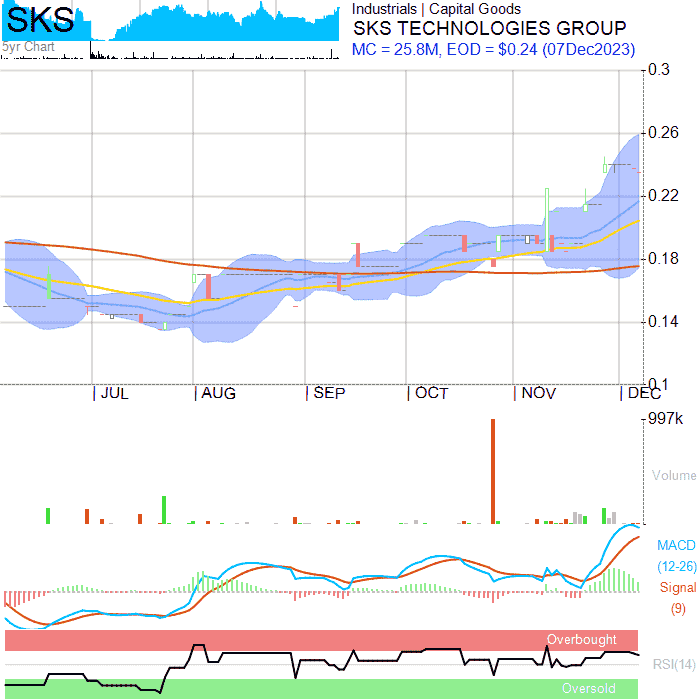 SKS
5yr Chart
Industrials | Capital Goods
SKS TECHNOLOGIES GROUP
MC = 25.8M, EOD = $0.24 (07Dec2023)
0.3
0.26
0.22
0.18
0.14
0.1
JUL AUG SEP OCT NOV DEC
997k
Volume
MACD
(12-26)
Signal
(9)
Overbought
RSI(14)
Oversold